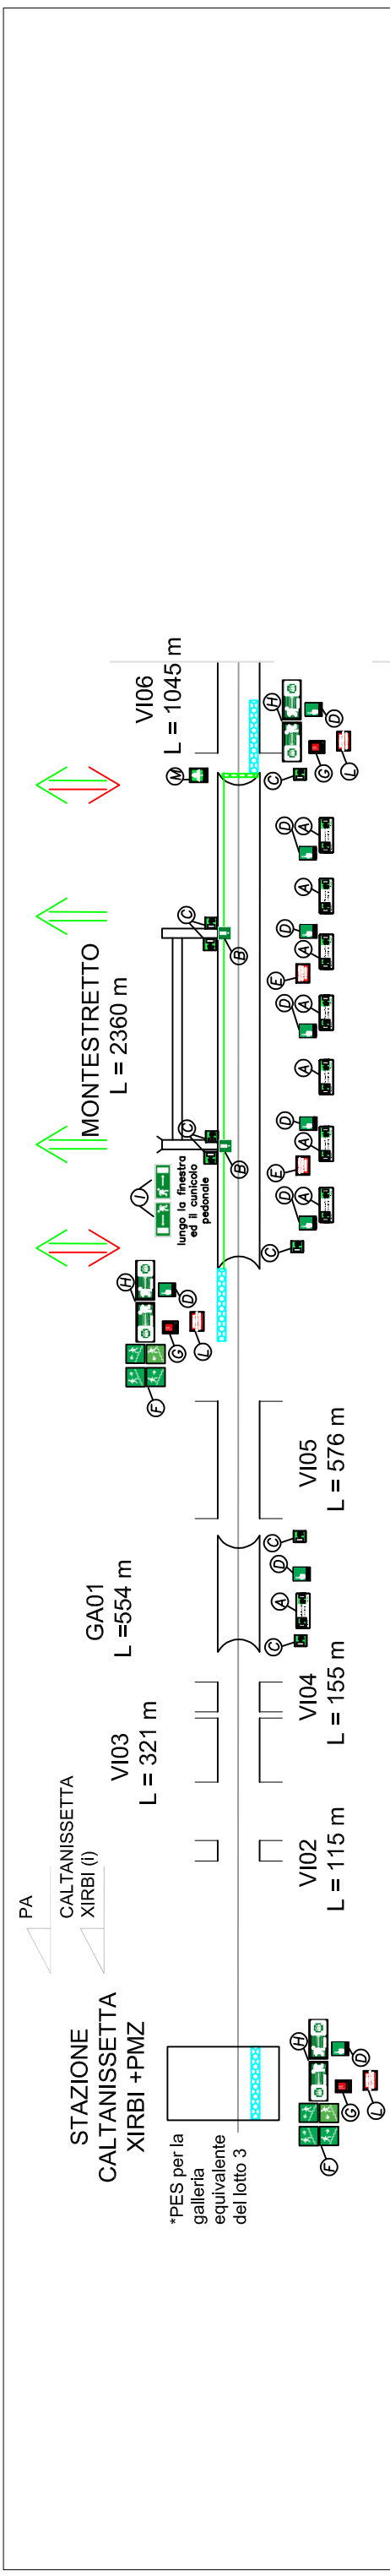 PA
CALTANISSETTA
XIRBI (i)
STAZIONE
CALTANISSETTA
XIRBI +PMZ
*PES per la
galleria
equivalente
del lotto 3
F
H
G
D
L
VI02
L = 115 m
VI03
L = 321 m
VI04
L = 155 m
GA01
L =554 m
C
A
D
C
VI05
L = 576 m
F
H
G
D
L
MONTESTRETTO
L = 2360 m
I
lungo la finestra
ed il cunicolo
pedonale
C
B
C
B
C
D
A
E
A
D
A
D
A
E
A
D
A
D
A
C
M
H
G
D
L
VI06
L = 1045 m